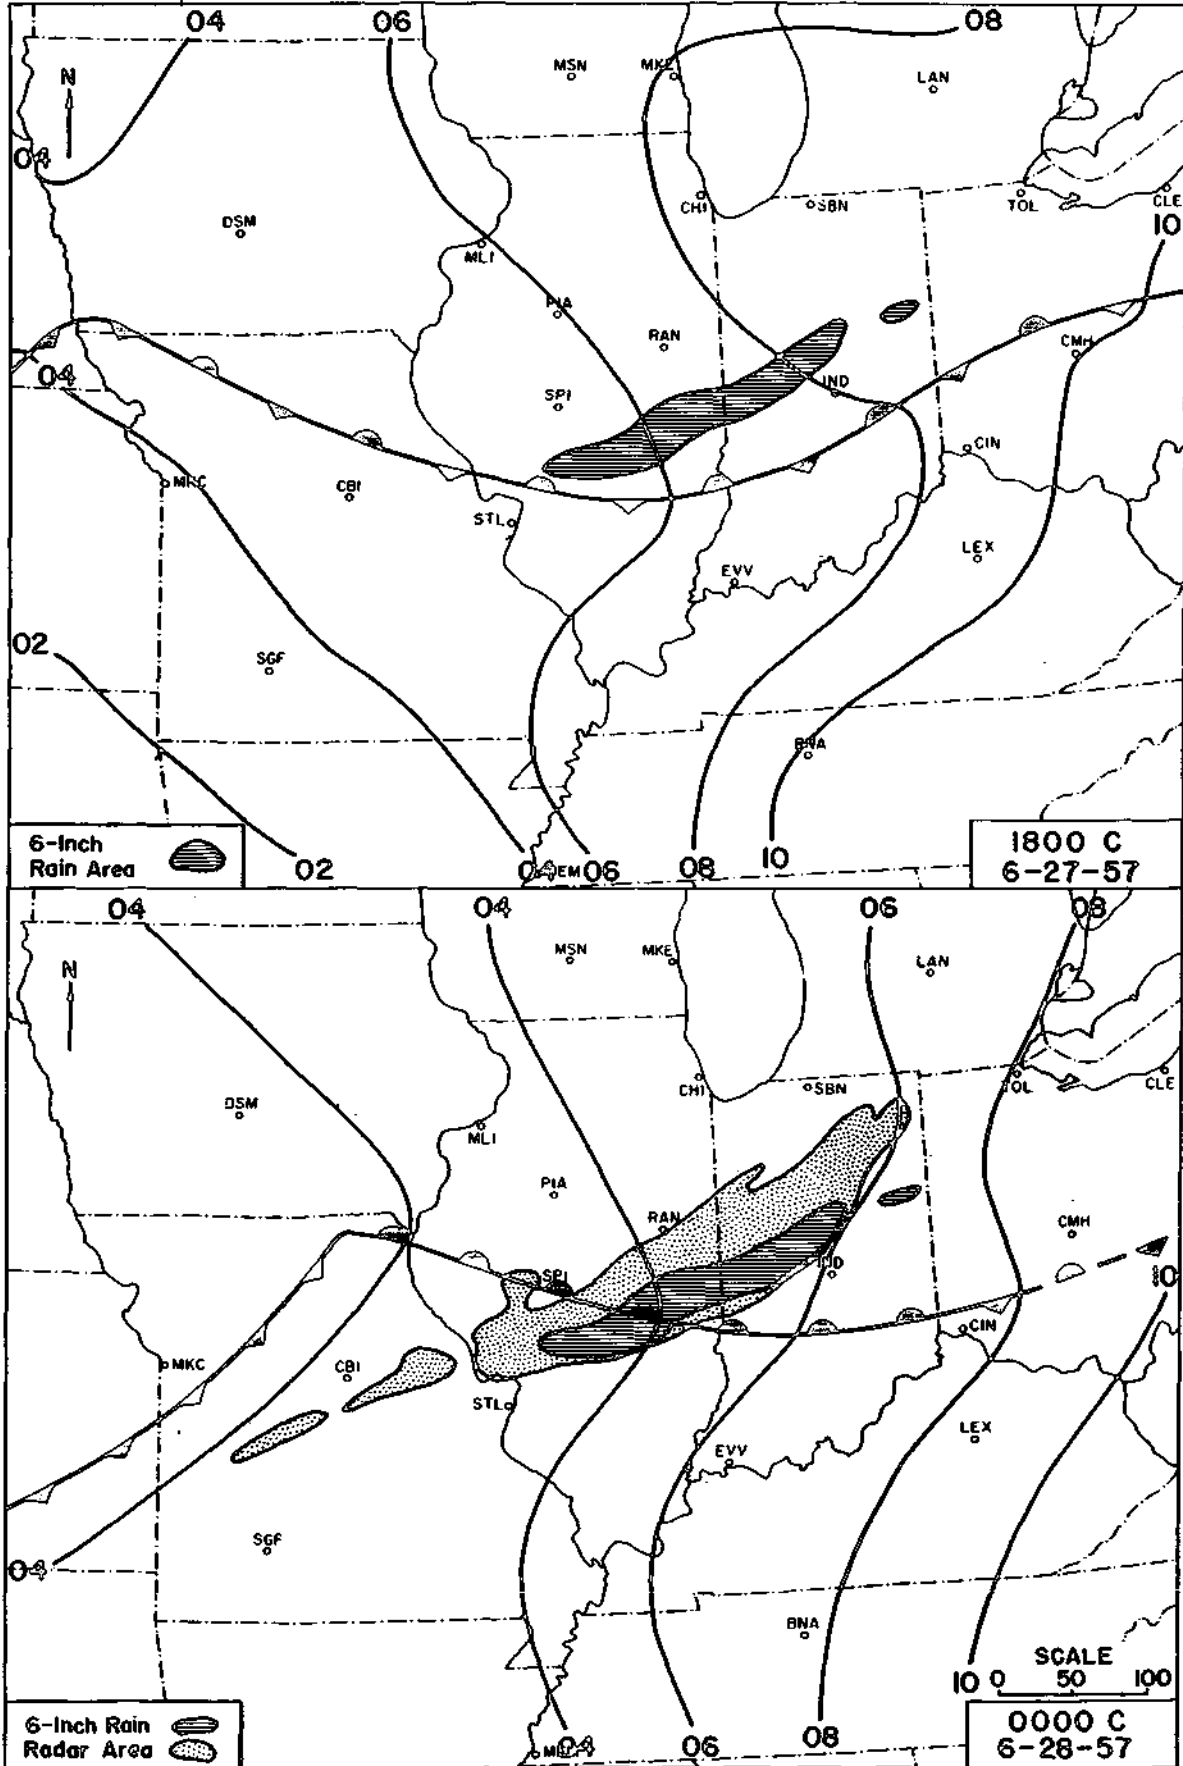 04 06 08
N
MSN MKE LAN
04
CHI SBN TOL CLE
10
DSM
MLI
PIA
RAN
04
CMH
SPI IND
CIN
MKC CBI
STL
LEX
EVV
02
SGF
BNA
6-Inch
Rain Area
1800 C
6-27-57
02 04 EM 06 08 10
04 04 06 08
N
MSN MKE LAN
CHI SBN TOL CLE
DSM
MLI
PIA
RAN
CMH
SPI IND
10
CIN
MKC CBI
STL
LEX
EVV
SGF
04
BNA
SCALE
10 0 50 100
6-Inch Rain
Radar Area
0000 C
6-28-57
04 06 08